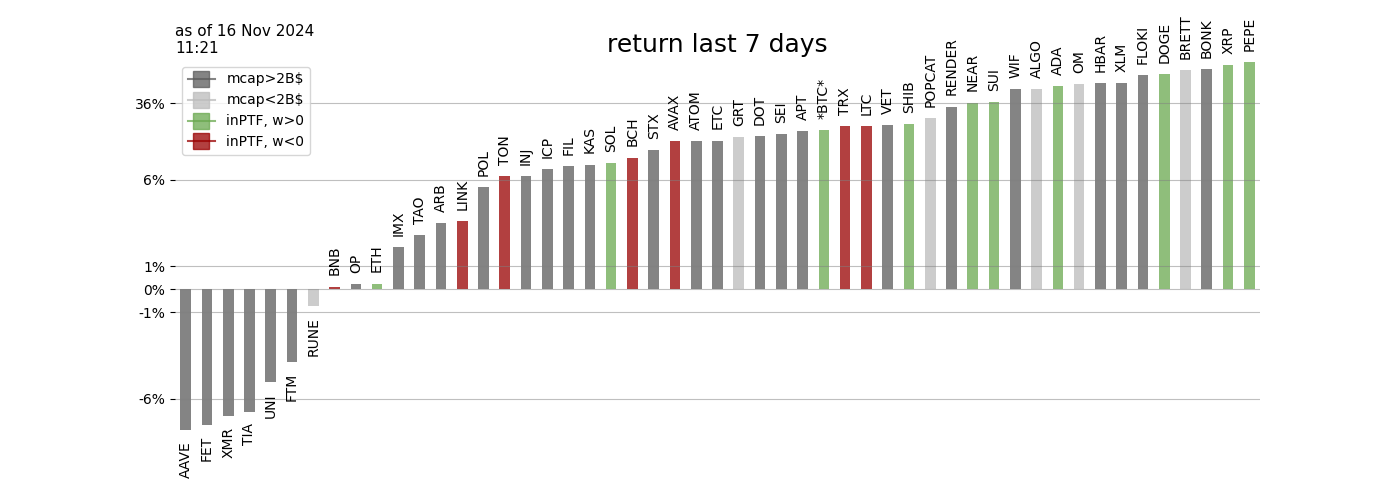 as of 16 Nov 2024
11:21
return last 7 days
mcap>2B$
mcap<2B$
inPTF, w>0
inPTF, w<0
36%
6%
1%
0%
-1%
-6%
AAVE
FET
XMR
TIA
UNI
FTM
RUNE
BNB
OP
ETH
IMX
TAO
ARB
LINK
POL
TON
INJ
ICP
FIL
KAS
SOL
BCH
STX
AVAX
ATOM
ETC
GRT
DOT
SEI
APT
*BTC*
TRX
LTC
VET
SHIB
POPCAT
RENDER
NEAR
SUI
WIF
ALGO
ADA
OM
HBAR
XLM
FLOKI
DOGE
BRETT
BONK
XRP
PEPE